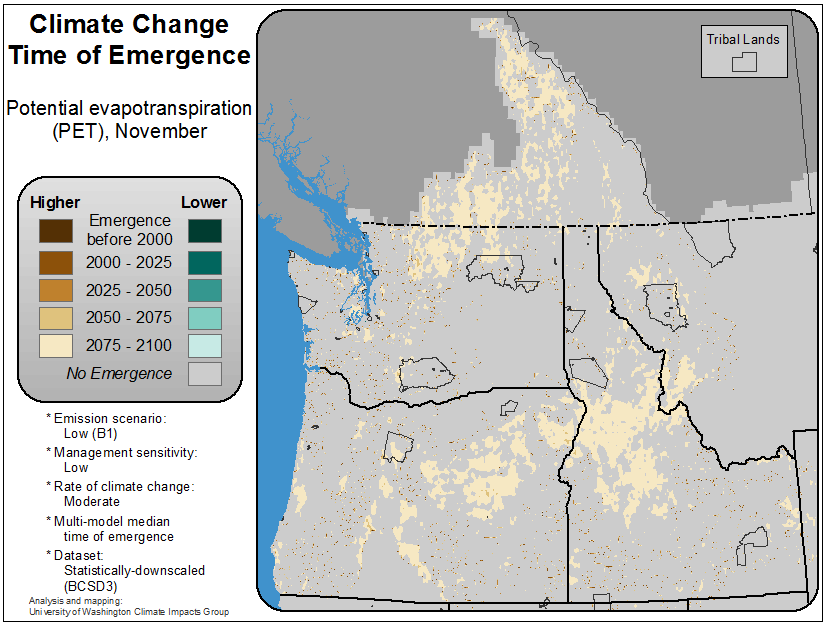 Climate Change
Time of Emergence
Potential evapotranspiration
(PET), November
Higher
Lower
Emergence
before 2000
2000 - 2025
2025 - 2050
2050 - 2075
2075 - 2100
No Emergence
* Emission scenario:
Low (B1)
* Management sensitivity:
Low
* Rate of climate change:
Moderate
* Multi-model median
time of emergence
* Dataset:
Statistically-downscaled
(BCSD3)
Analysis and mapping:
University of Washington Climate Impacts Group
Tribal Lands